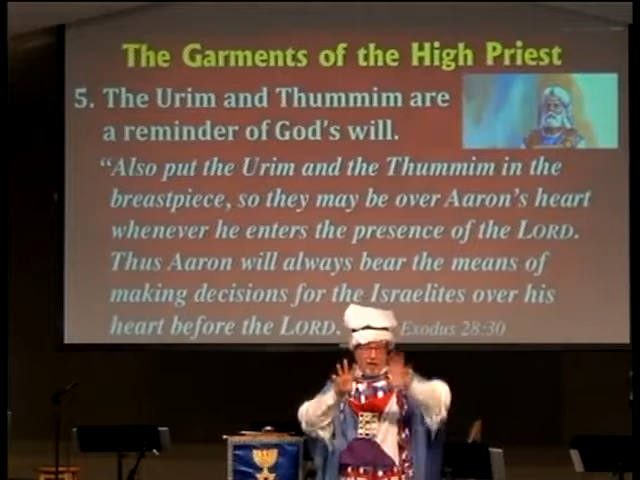 The Garments of the High Priest
5. The Urim and Thummim are
a reminder of God's will.
“Also put the Urim and the Thummim in the
breastpiece, so they may be over Aaron's heart
whenever he enters the presence of the LORD.
Thus Aaron will always bear the means of
making decisions for the Israelites over his
heart before the LORD. Exodus 28:30